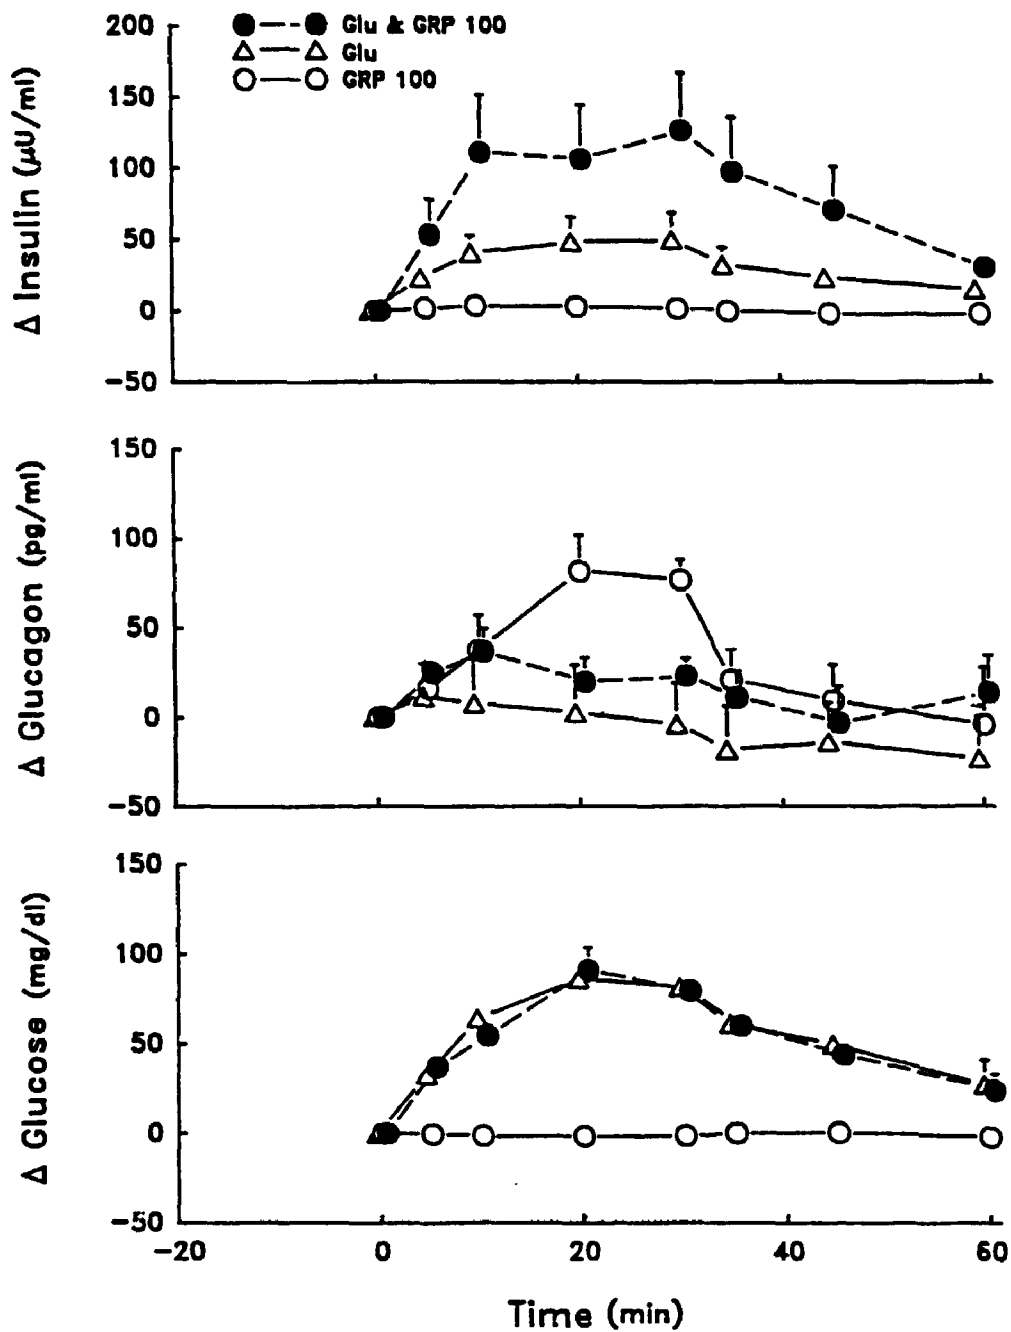 Glu & GRP 100
Glu
GRP 100
200
150
100
50
0
−50
Δ Insulin (μU/ml)
150
100
50
0
−50
Δ Glucagon (pg/ml)
150
100
50
0
−50
Δ Glucose (mg/dl)
−20 0 20 40 60
Time (min)